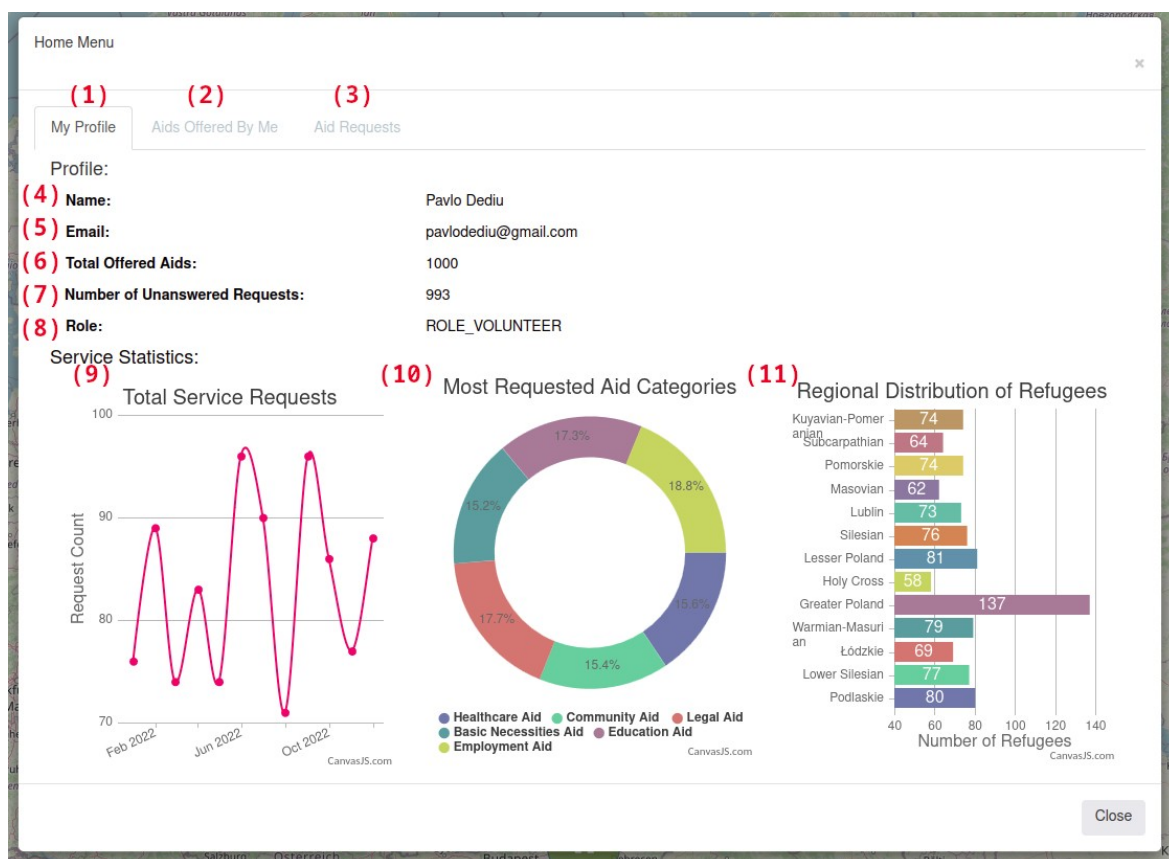 Home Menu
×
(1) (2) (3)
My Profile Aids Offered By Me Aid Requests
Profile:
(4) Name: Pavlo Dediu
(5) Email: pavlodediu@gmail.com
(6) Total Offered Aids: 1000
(7) Number of Unanswered Requests: 993
(8) Role: ROLE_VOLUNTEER
Service Statistics:
(9)
Total Service Requests
Request Count
100
90
80
70
Feb 2022
Jun 2022
Oct 2022
CanvasJS.com
(10)
Most Requested Aid Categories
17.3%
18.8%
15.2%
15.6%
17.7%
15.4%
Healthcare Aid Community Aid Legal Aid
Basic Necessities Aid Education Aid
Employment Aid
CanvasJS.com
(11)
Regional Distribution of Refugees
Kuyavian-Pomer
anian 74
Subcarpathian 64
Pomorskie 74
Masovian 62
Lublin 73
Silesian 76
Lesser Poland 81
Holy Cross 58
Greater Poland 137
Warmian-Masuri
an 79
Łódzkie 69
Lower Silesian 77
Podlaskie 80
40 60 80 100 120 140
Number of Refugees
CanvasJS.com
Close
Salzburg Österreich Budapest